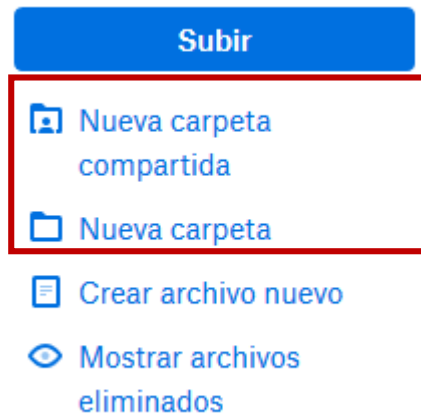 Subir
Nueva carpeta
compartida
Nueva carpeta
Crear archivo nuevo
Mostrar archivos
eliminados